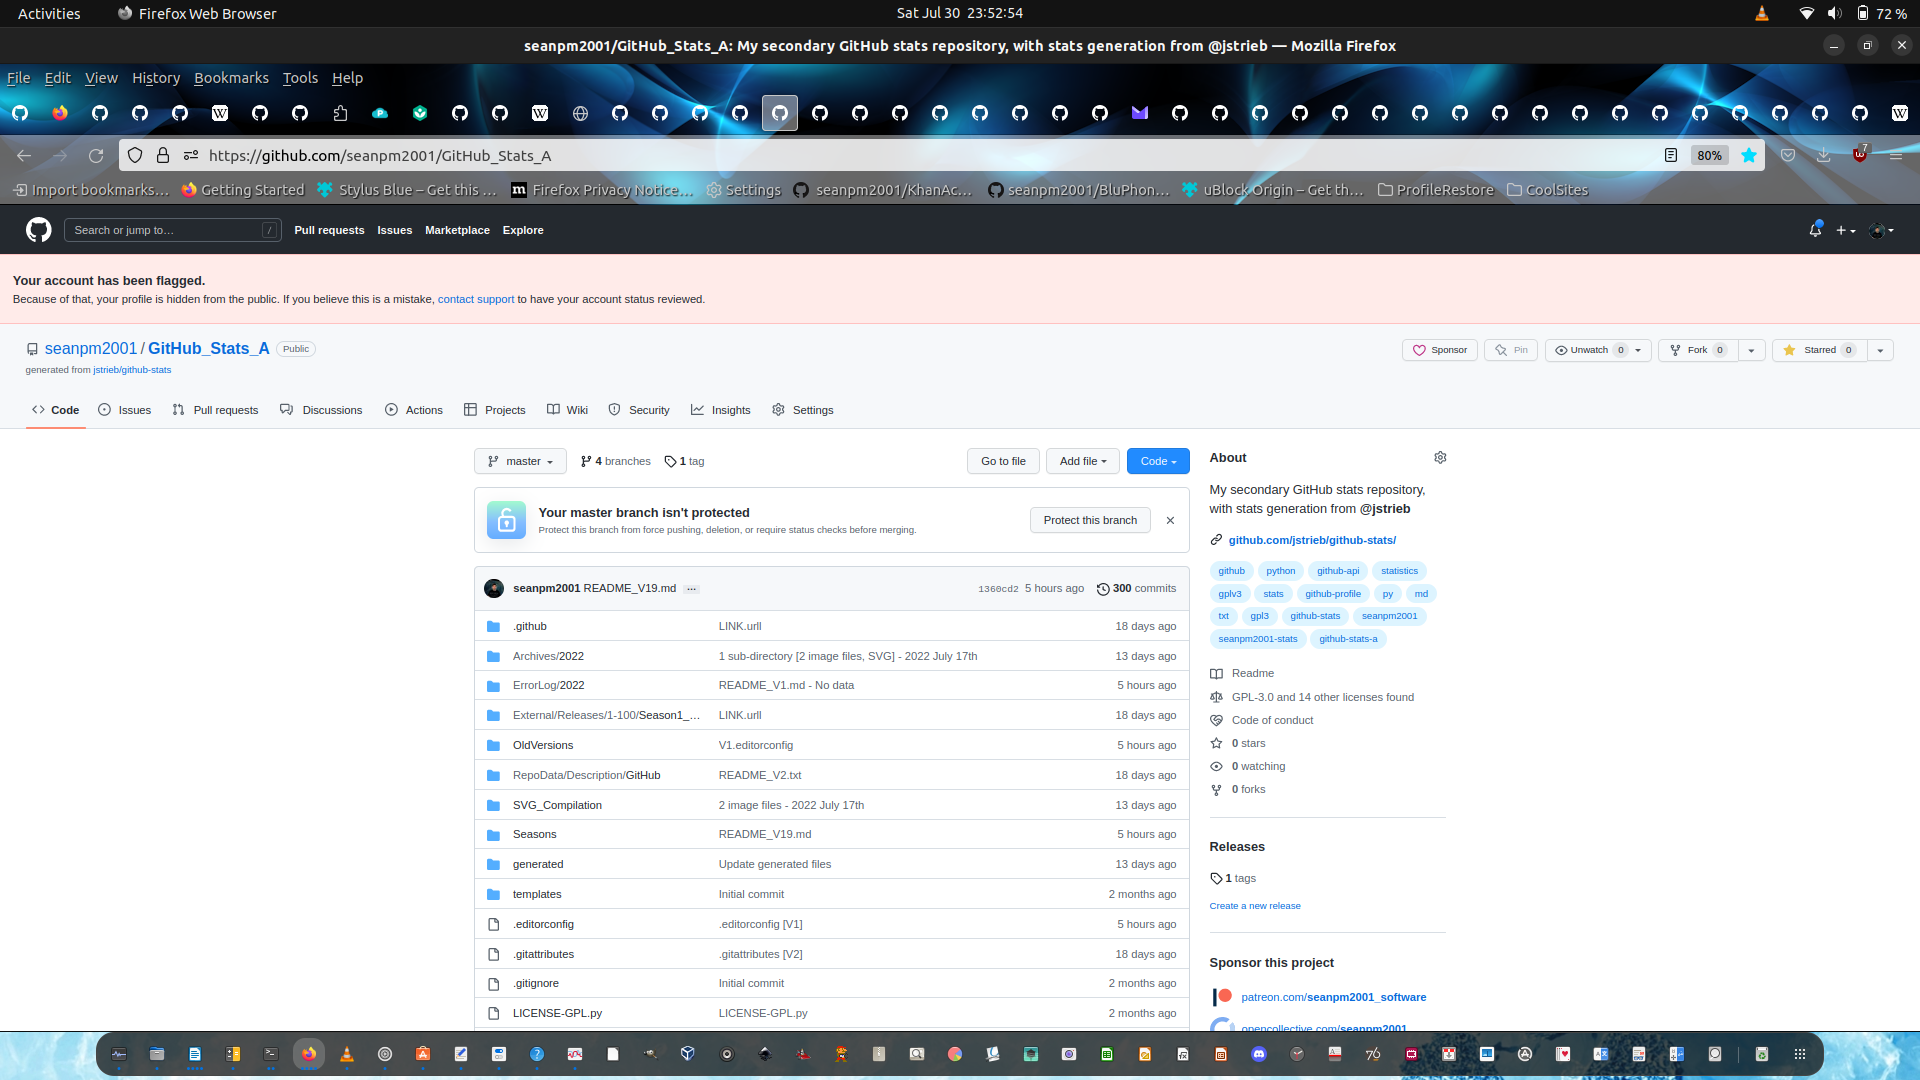 Activities Firefox Web Browser Sat Jul 30 23:52:54 72 %
seanpm2001/GitHub_Stats_A: My secondary GitHub stats repository, with stats generation from @jstrieb — Mozilla Firefox
File Edit View History Bookmarks Tools Help
https://github.com/seanpm2001/GitHub_Stats_A 80% 7
Import bookmarks… Getting Started Stylus Blue – Get this … Firefox Privacy Notice… Settings seanpm2001/KhanAc… seanpm2001/BluPhon… uBlock Origin – Get th… ProfileRestore CoolSites
Search or jump to… / Pull requests Issues Marketplace Explore
Your account has been flagged.
Because of that, your profile is hidden from the public. If you believe this is a mistake, contact support to have your account status reviewed.
seanpm2001 / GitHub_Stats_A Public Sponsor Pin Unwatch 0 Fork 0 Starred 0
generated from jstrieb/github-stats
Code Issues Pull requests Discussions Actions Projects Wiki Security Insights Settings
master 4 branches 1 tag Go to file Add file Code
Your master branch isn't protected
Protect this branch from force pushing, deletion, or require status checks before merging.
Protect this branch
seanpm2001 README_V19.md … 1360cd2 5 hours ago 300 commits
.github LINK.urll 18 days ago
Archives/2022 1 sub-directory [2 image files, SVG] - 2022 July 17th 13 days ago
ErrorLog/2022 README_V1.md - No data 5 hours ago
External/Releases/1-100/Season1_… LINK.urll 18 days ago
OldVersions V1.editorconfig 5 hours ago
RepoData/Description/GitHub README_V2.txt 18 days ago
SVG_Compilation 2 image files - 2022 July 17th 13 days ago
Seasons README_V19.md 5 hours ago
generated Update generated files 13 days ago
templates Initial commit 2 months ago
.editorconfig .editorconfig [V1] 5 hours ago
.gitattributes .gitattributes [V2] 18 days ago
.gitignore Initial commit 2 months ago
LICENSE-GPL.py LICENSE-GPL.py 2 months ago
About
My secondary GitHub stats repository,
with stats generation from @jstrieb
github.com/jstrieb/github-stats/
github python github-api statistics
gplv3 stats github-profile py md
txt gpl3 github-stats seanpm2001
seanpm2001-stats github-stats-a
Readme
GPL-3.0 and 14 other licenses found
Code of conduct
0 stars
0 watching
0 forks
Releases
1 tags
Create a new release
Sponsor this project
patreon.com/seanpm2001_software
opencollective.com/seanpm2001